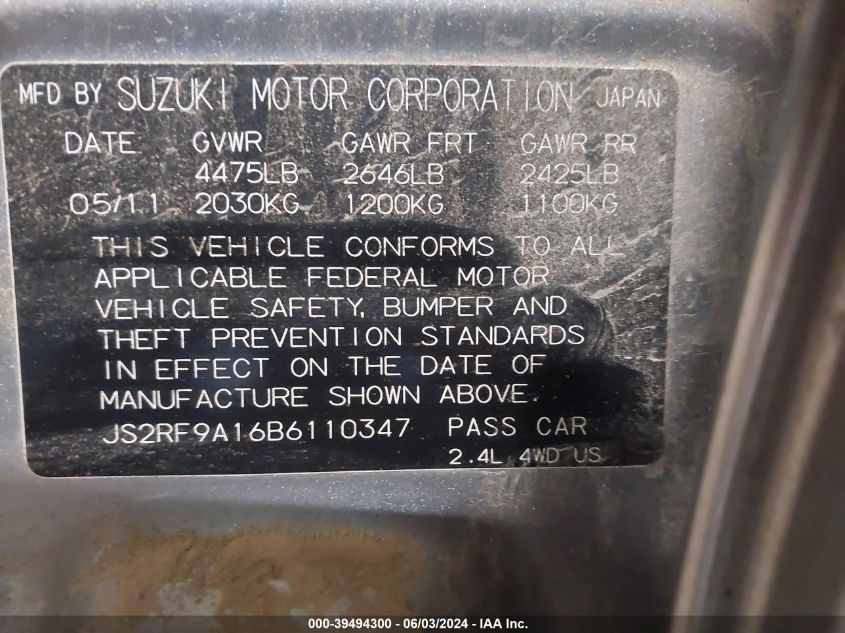 MFD BY SUZUKI MOTOR CORPORATION JAPAN
DATE GVWR GAWR FRT GAWR RR
4475LB 2646LB 2425LB
05/11 2030KG 1200KG 1100KG
THIS VEHICLE CONFORMS TO ALL
APPLICABLE FEDERAL MOTOR
VEHICLE SAFETY, BUMPER AND
THEFT PREVENTION STANDARDS
IN EFFECT ON THE DATE OF
MANUFACTURE SHOWN ABOVE.
JS2RF9A16B6110347 PASS CAR
2.4L 4WD US
000-39494300 - 06/03/2024 - IAA Inc.